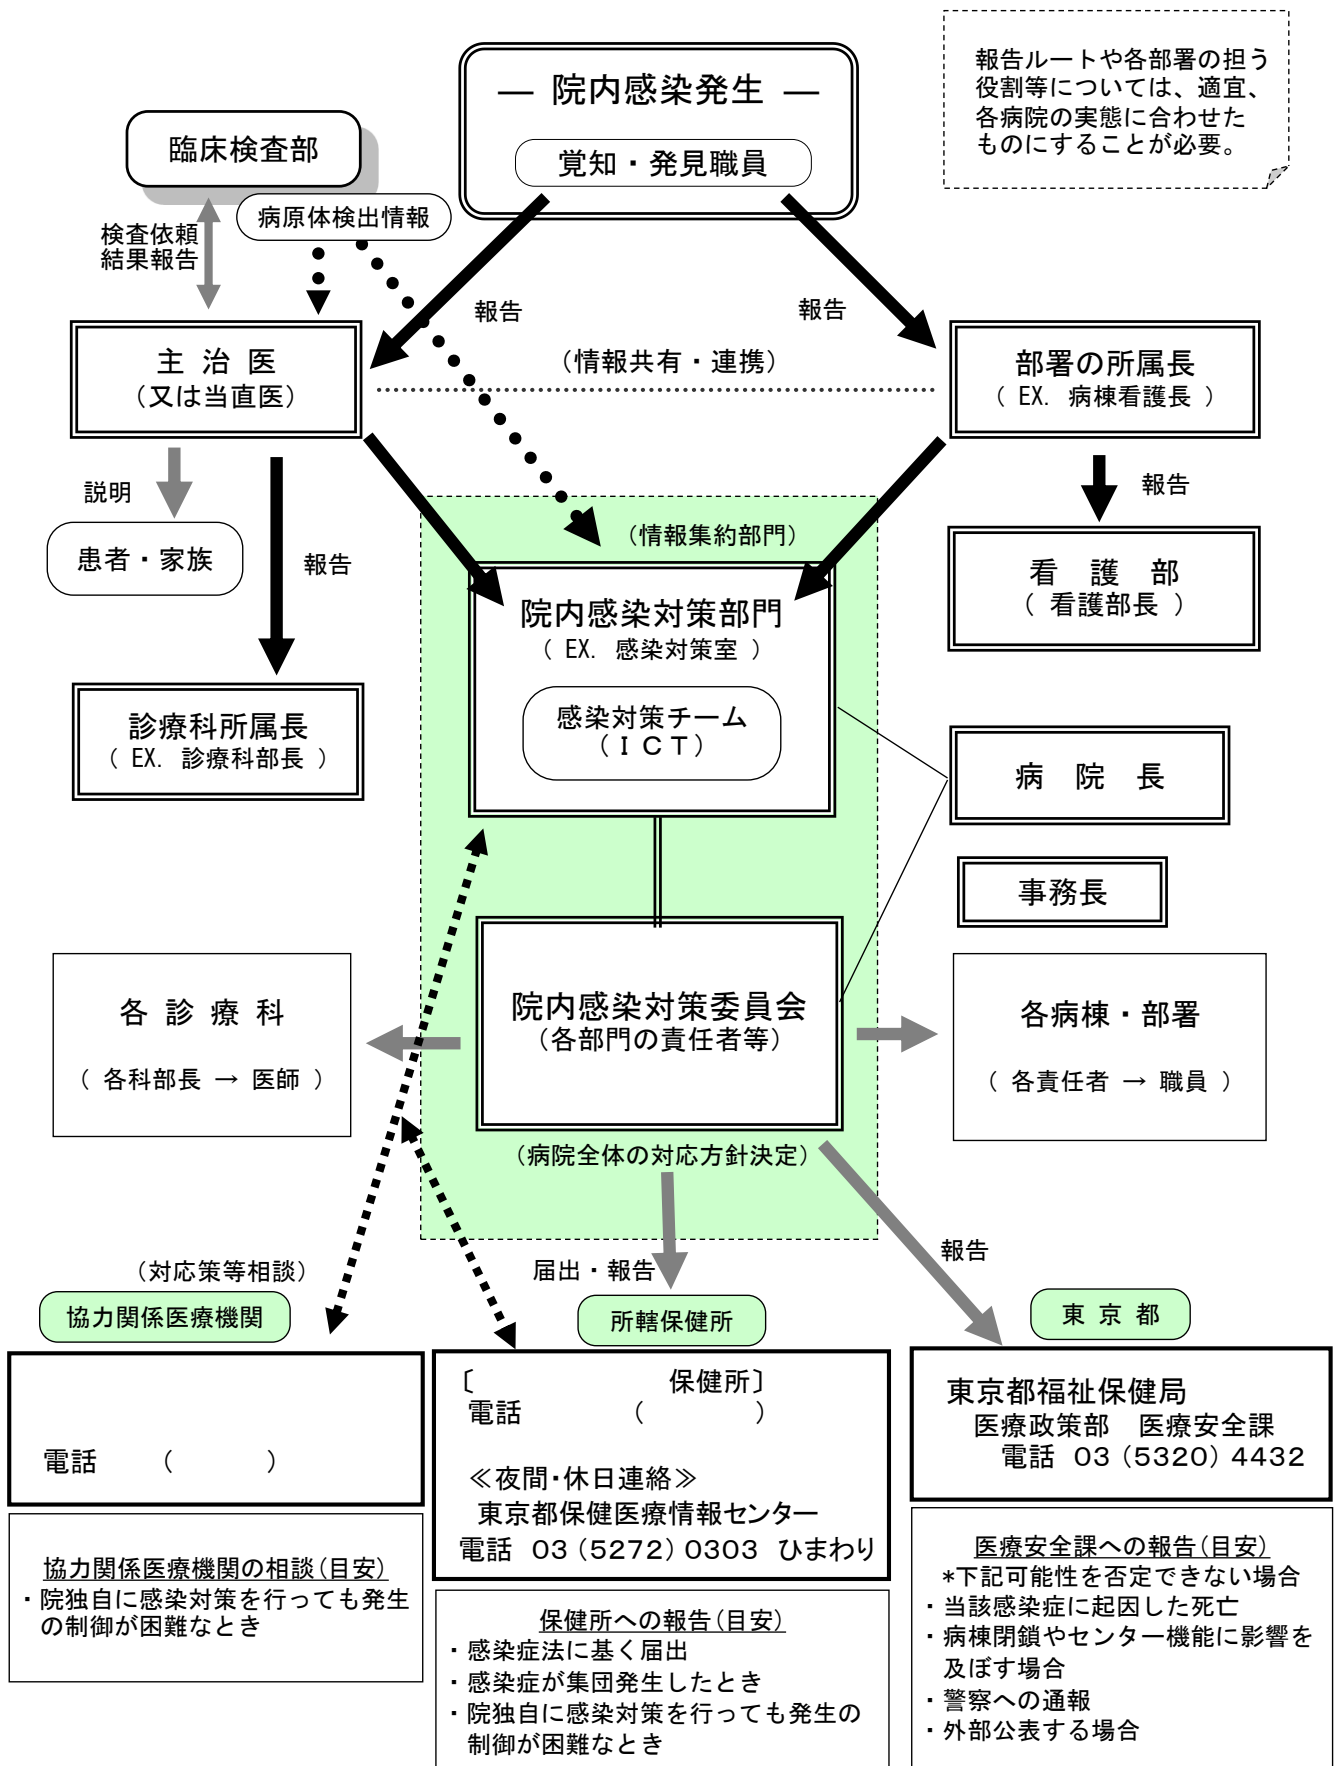 報告ルートや各部署の担う
役割等については、適宜、
各病院の実態に合わせた
ものにすることが必要。
― 院内感染発生 ―
覚知・発見職員
臨床検査部
病原体検出情報
検査依頼
結果報告
報告
報告
主 治 医
（又は当直医）
（情報共有・連携）
部署の所属長
（ EX. 病棟看護長 ）
説明
報告
患者・家族
報告
（情報集約部門）
看 護 部
（ 看護部長 ）
院内感染対策部門
（ EX. 感染対策室 ）
感染対策チーム
（ＩＣＴ）
診療科所属長
（ EX. 診療科部長 ）
病 院 長
事務長
各 診 療 科
（ 各科部長 → 医師 ）
院内感染対策委員会
（各部門の責任者等）
各病棟・部署
（ 各責任者 → 職員 ）
（病院全体の対応方針決定）
（対応策等相談）
届出・報告
報告
協力関係医療機関
電話 （ ）
協力関係医療機関の相談（目安）
・院独自に感染対策を行っても発生
の制御が困難なとき
所轄保健所
〔 保健所〕
電話 （ ）
≪夜間・休日連絡≫
東京都保健医療情報センター
電話 03（5272）0303 ひまわり
保健所への報告（目安）
・感染症法に基く届出
・感染症が集団発生したとき
・院独自に感染対策を行っても発生の
制御が困難なとき
東 京 都
東京都福祉保健局
医療政策部 医療安全課
電話 03（5320）4432
医療安全課への報告（目安）
*下記可能性を否定できない場合
・当該感染症に起因した死亡
・病棟閉鎖やセンター機能に影響を
及ぼす場合
・警察への通報
・外部公表する場合